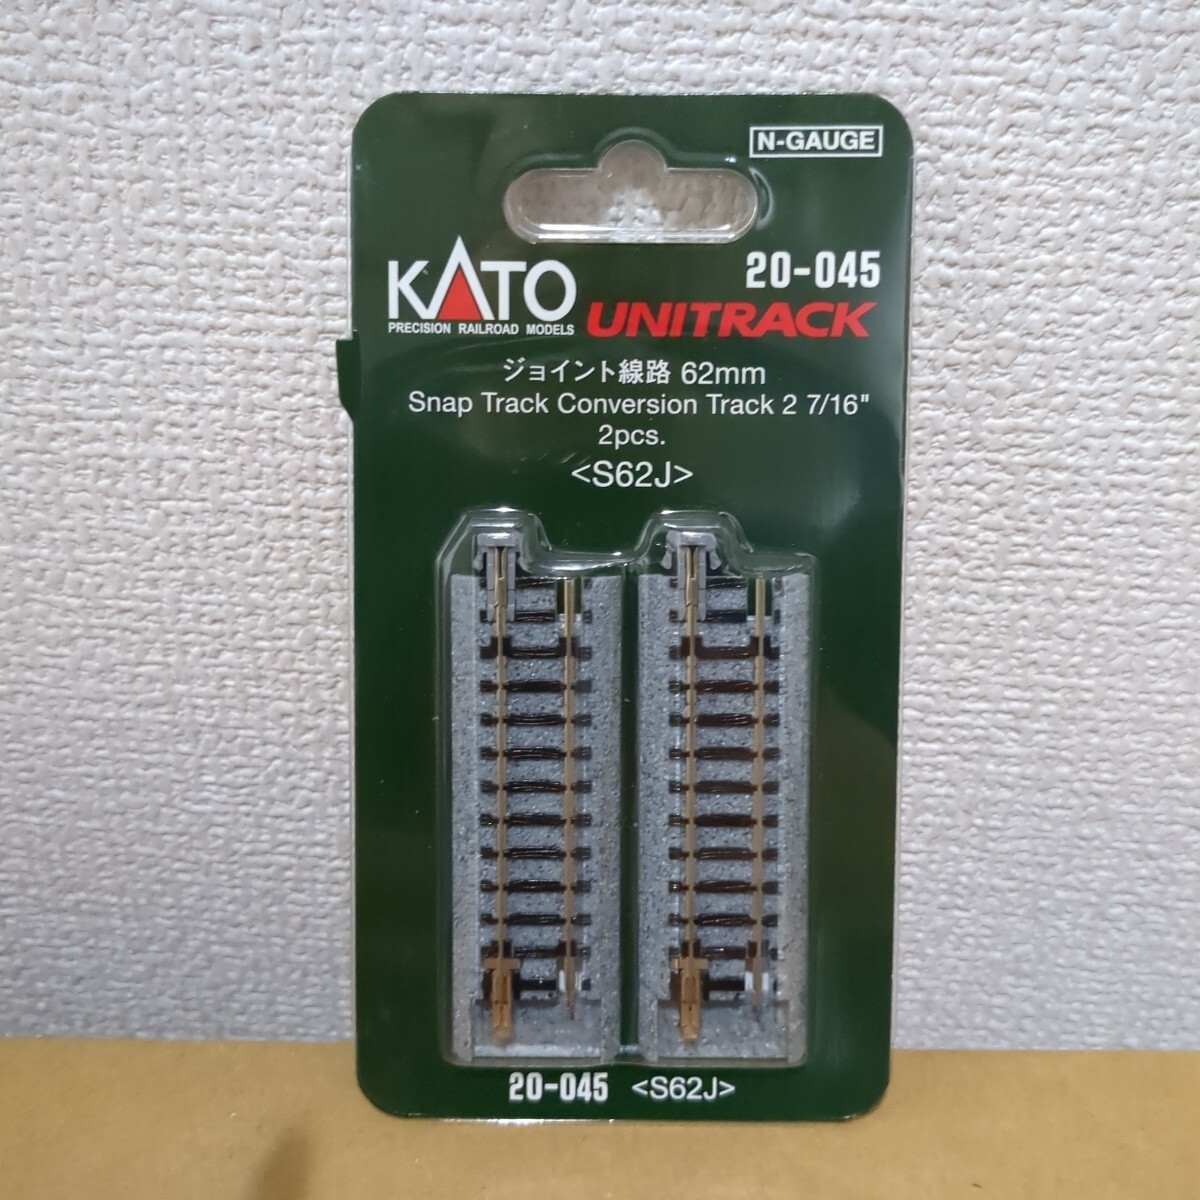 N-GAUGE
20-045
KATO
PRECISION RAILROAD MODELS
UNITRACK
ジョイント線路 62mm
Snap Track Conversion Track 2 7/16"
2pcs.
<S62J>
20-045 <S62J>